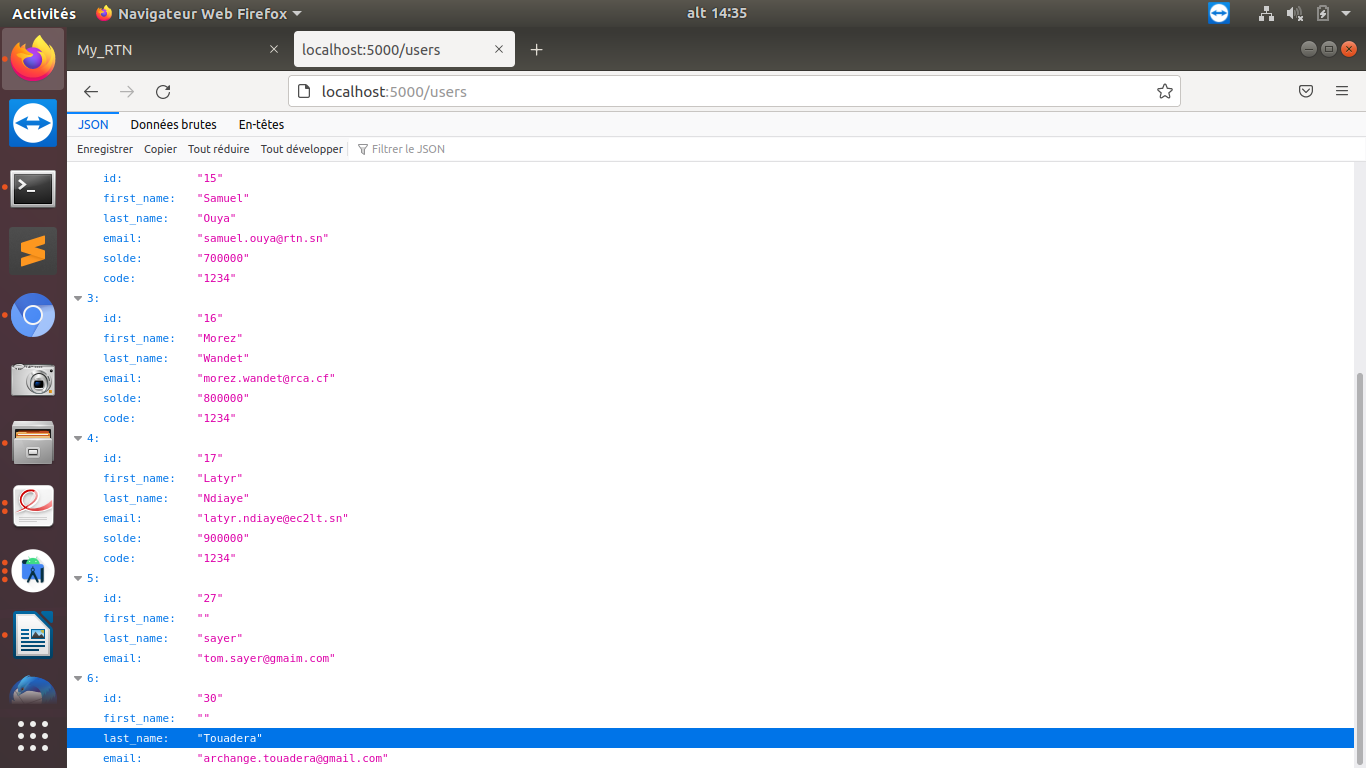 Activités Navigateur Web Firefox alt 14:35
My_RTN localhost:5000/users
localhost:5000/users
JSON Données brutes En-têtes
Enregistrer Copier Tout réduire Tout développer Filtrer le JSON
id: "15"
first_name: "Samuel"
last_name: "Ouya"
email: "samuel.ouya@rtn.sn"
solde: "700000"
code: "1234"
3:
id: "16"
first_name: "Morez"
last_name: "Wandet"
email: "morez.wandet@rca.cf"
solde: "800000"
code: "1234"
4:
id: "17"
first_name: "Latyr"
last_name: "Ndiaye"
email: "latyr.ndiaye@ec2lt.sn"
solde: "900000"
code: "1234"
5:
id: "27"
first_name: ""
last_name: "sayer"
email: "tom.sayer@gmaim.com"
6:
id: "30"
first_name: ""
last_name: "Touadera"
email: "archange.touadera@gmail.com"